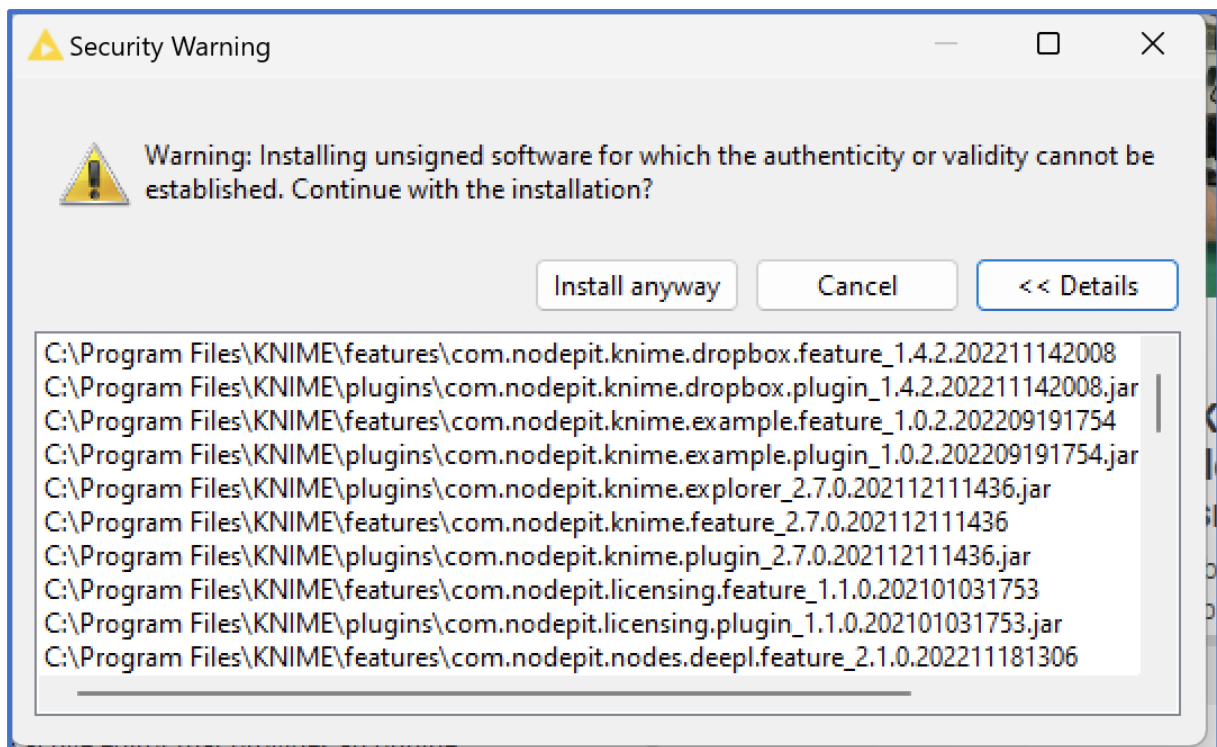 Security Warning
Warning: Installing unsigned software for which the authenticity or validity cannot be
established. Continue with the installation?
Install anyway
Cancel
<< Details
C:\Program Files\KNIME\features\com.nodepit.knime.dropbox.feature_1.4.2.202211142008
C:\Program Files\KNIME\plugins\com.nodepit.knime.dropbox.plugin_1.4.2.202211142008.jar
C:\Program Files\KNIME\features\com.nodepit.knime.example.feature_1.0.2.202209191754
C:\Program Files\KNIME\plugins\com.nodepit.knime.example.plugin_1.0.2.202209191754.jar
C:\Program Files\KNIME\plugins\com.nodepit.knime.explorer_2.7.0.202112111436.jar
C:\Program Files\KNIME\features\com.nodepit.knime.feature_2.7.0.202112111436
C:\Program Files\KNIME\plugins\com.nodepit.knime.plugin_2.7.0.202112111436.jar
C:\Program Files\KNIME\features\com.nodepit.licensing.feature_1.1.0.202101031753
C:\Program Files\KNIME\plugins\com.nodepit.licensing.plugin_1.1.0.202101031753.jar
C:\Program Files\KNIME\features\com.nodepit.nodes.deepl.feature_2.1.0.202211181306